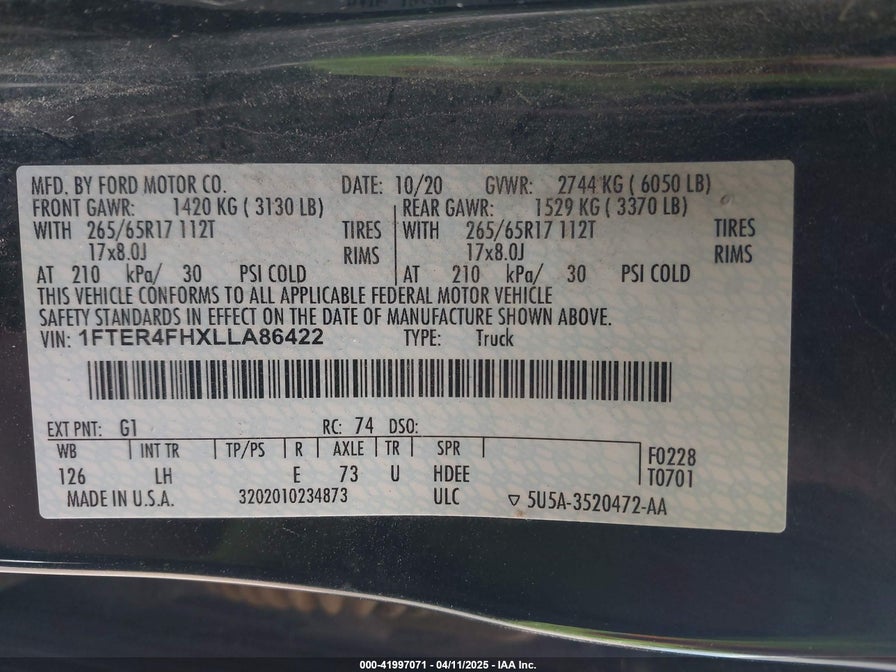 MFD. BY FORD MOTOR CO. DATE: 10/20 GVWR: 2744 KG ( 6050 LB)
FRONT GAWR: 1420 KG ( 3130 LB) REAR GAWR: 1529 KG ( 3370 LB)
WITH 265/65R17 112T TIRES WITH 265/65R17 112T TIRES
17x8.0J RIMS 17x8.0J RIMS
AT 210 kPa/ 30 PSI COLD AT 210 kPa/ 30 PSI COLD
THIS VEHICLE CONFORMS TO ALL APPLICABLE FEDERAL MOTOR VEHICLE
SAFETY STANDARDS IN EFFECT ON THE DATE OF MANUFACTURE SHOWN ABOVE.
VIN: 1FTER4FHXLLA86422 TYPE: Truck
EXT PNT: G1 RC: 74 DSO:
WB INT TR TP/PS R AXLE TR SPR F0228
126 LH E 73 U HDEE T0701
MADE IN U.S.A. 3202010234873 ULC 5U5A-3520472-AA
000-41997071 - 04/11/2025 - IAA Inc.